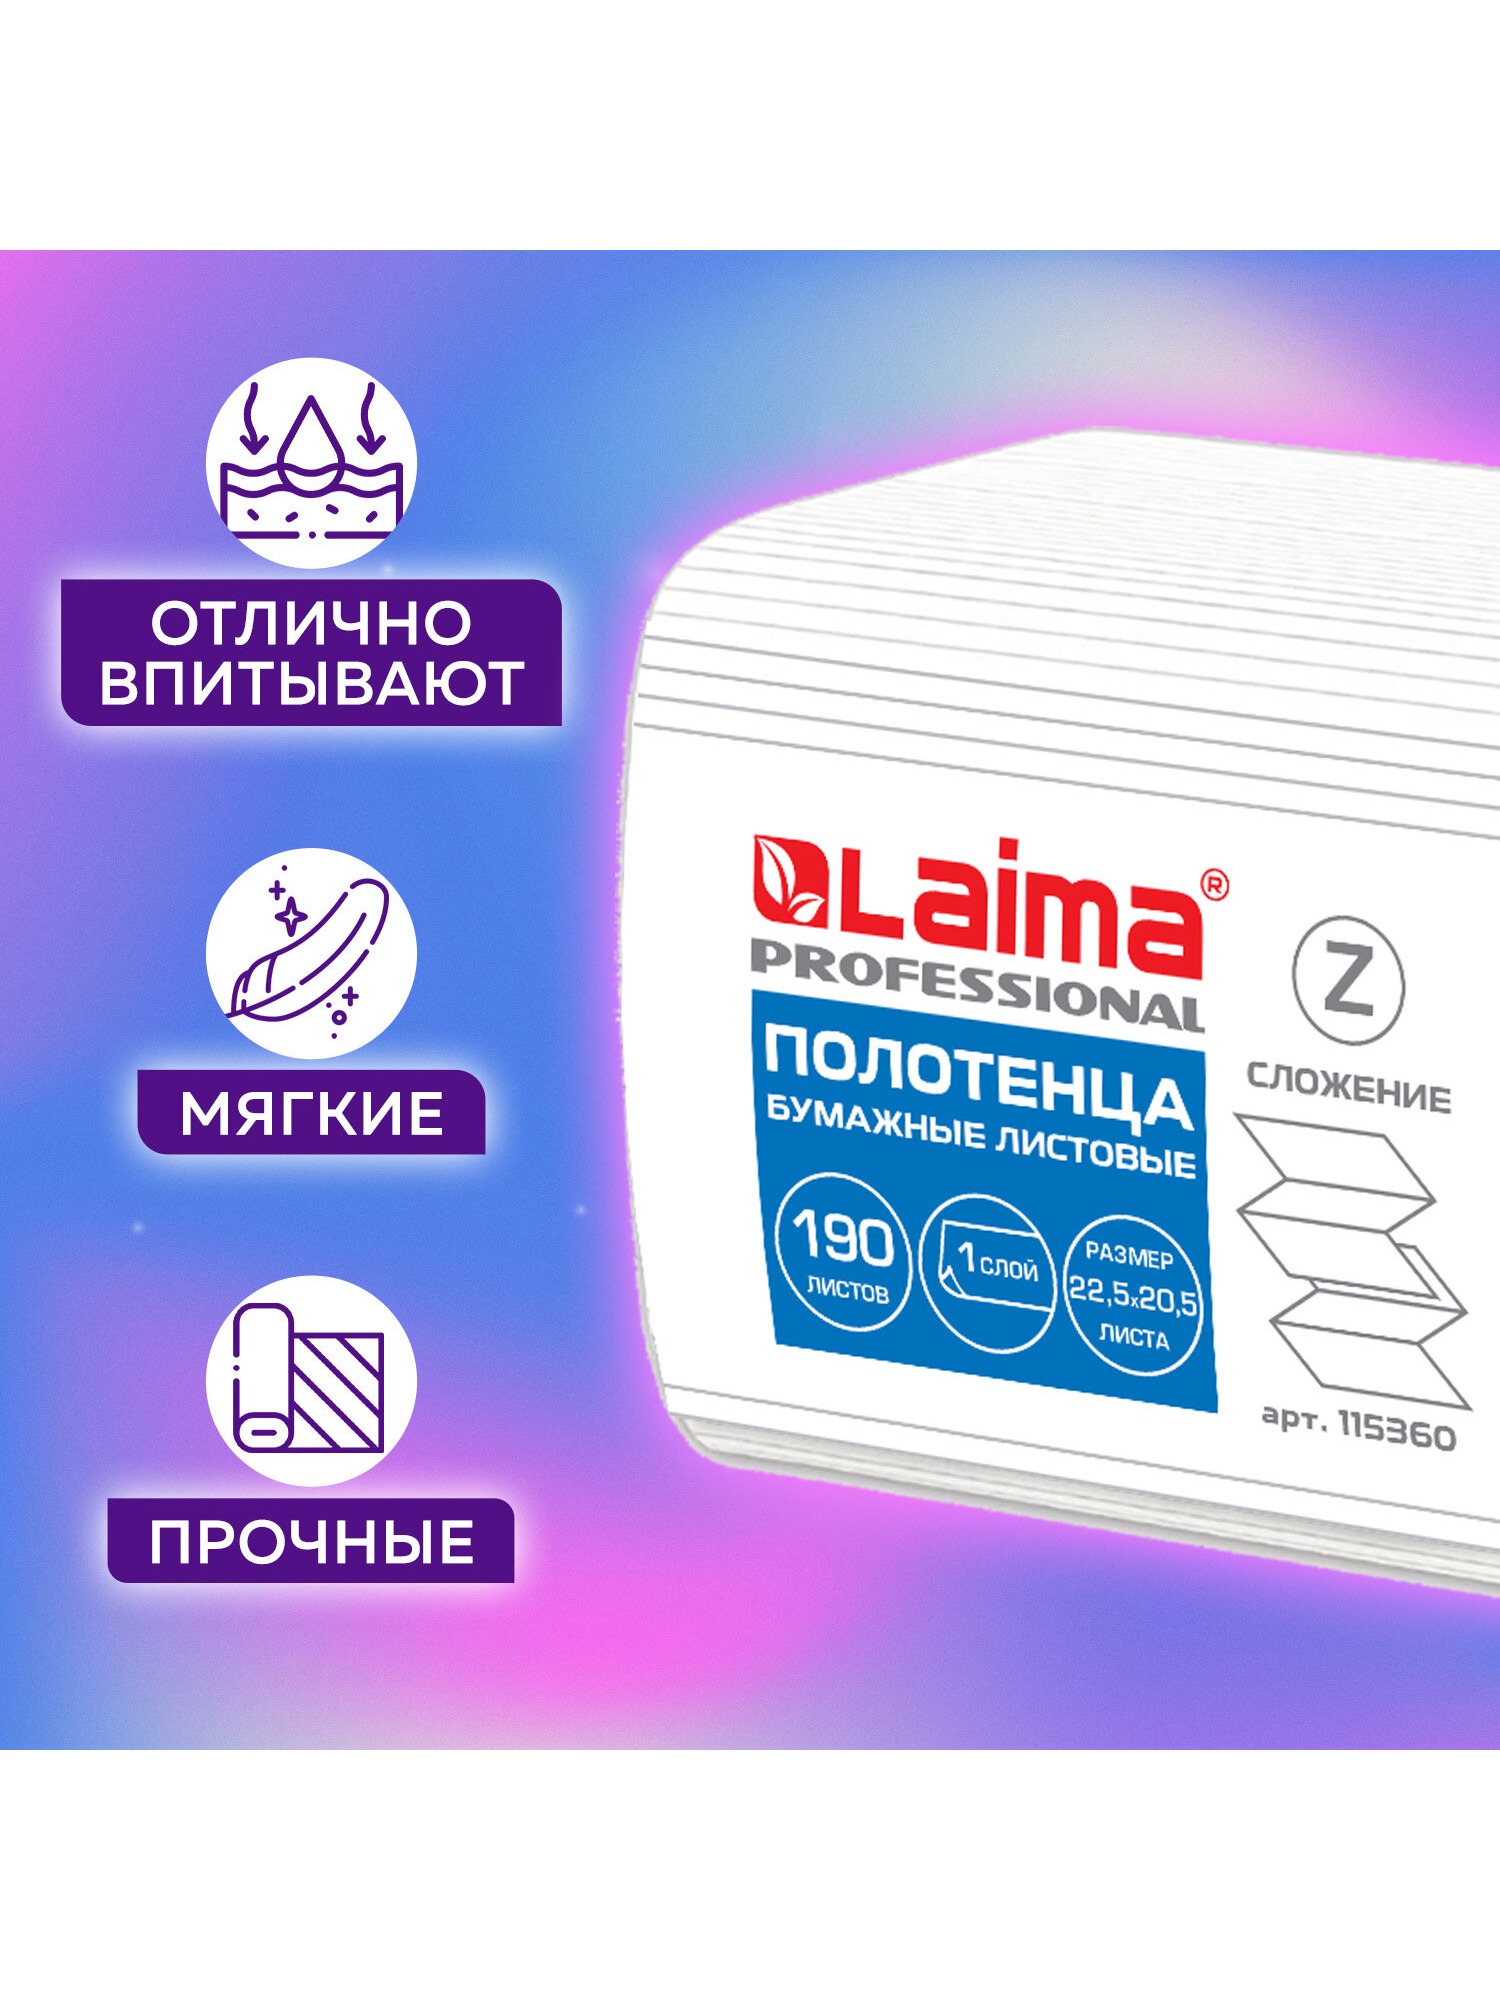 ОТЛИЧНО
ВПИТЫВАЮТ
МЯГКИЕ
ПРОЧНЫЕ
Laima®
PROFESSIONAL
ПОЛОТЕНЦА
БУМАЖНЫЕ ЛИСТОВЫЕ
190
ЛИСТОВ
1 СЛОЙ
РАЗМЕР
22,5х20,5
ЛИСТА
Z
СЛОЖЕНИЕ
арт. 115360